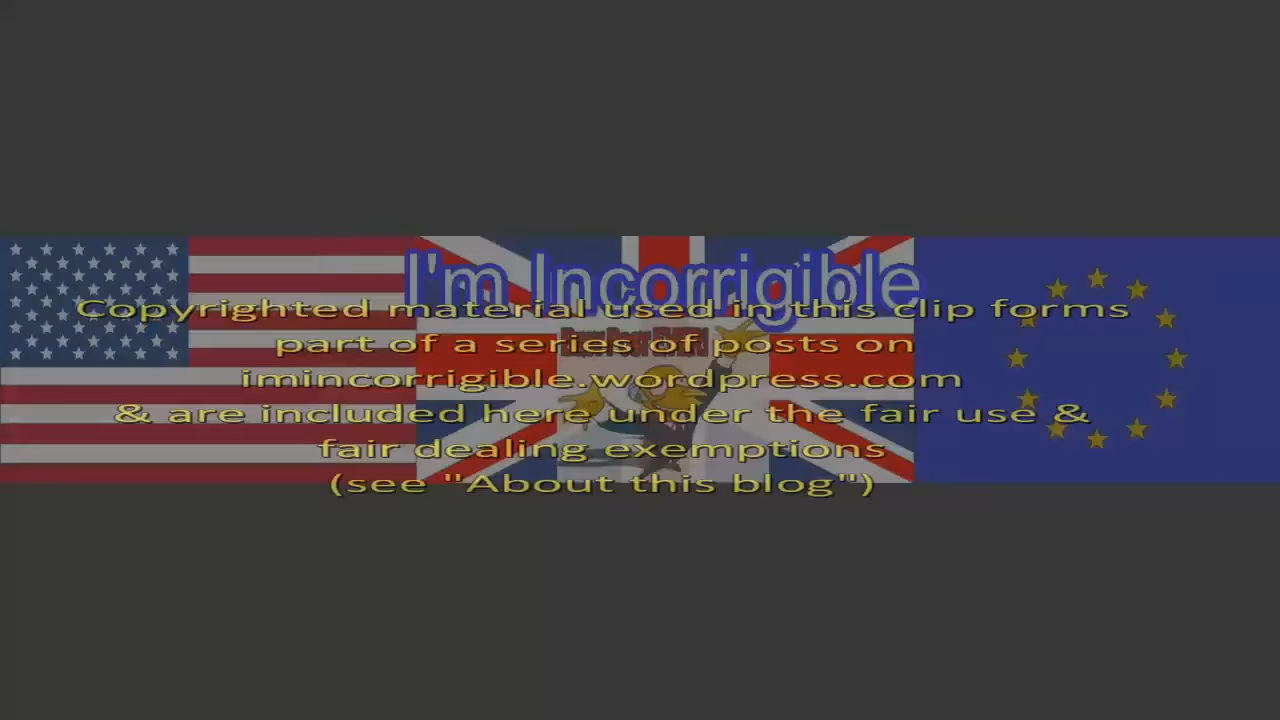 I'm Incorrigible
Copyrighted material used in this clip forms
part of a series of posts on
imincorrigible.wordpress.com
& are included here under the fair use &
fair dealing exemptions
(see "About this blog")